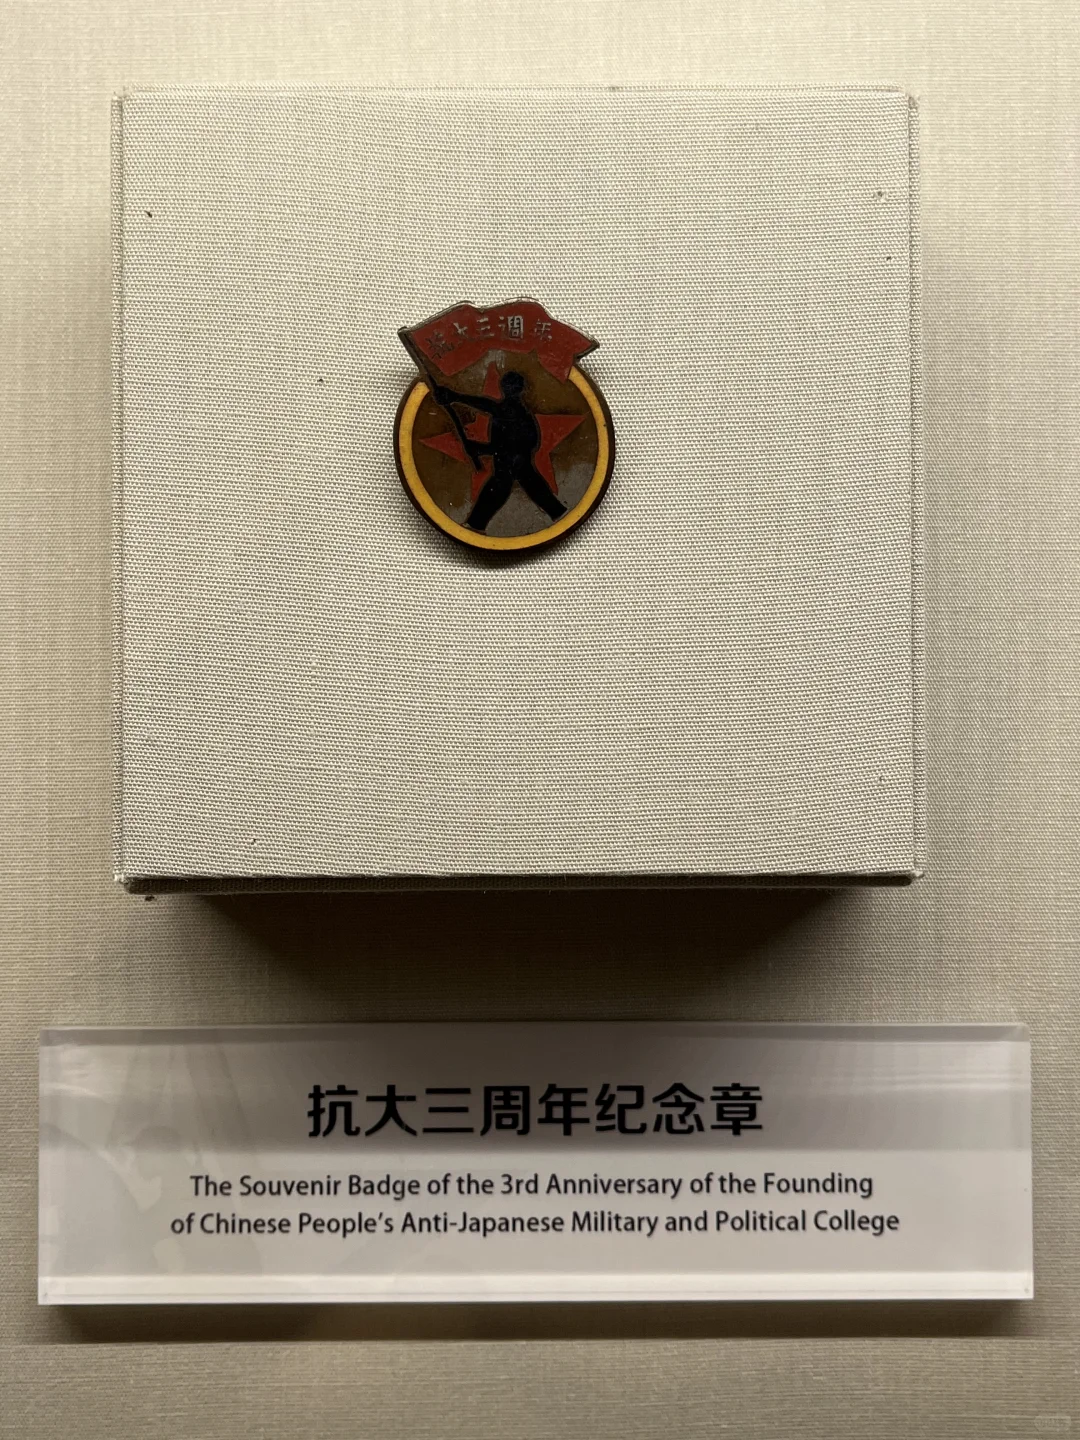 抗大三週年
抗大三周年纪念章
The Souvenir Badge of the 3rd Anniversary of the Founding
of Chinese People's Anti-Japanese Military and Political College